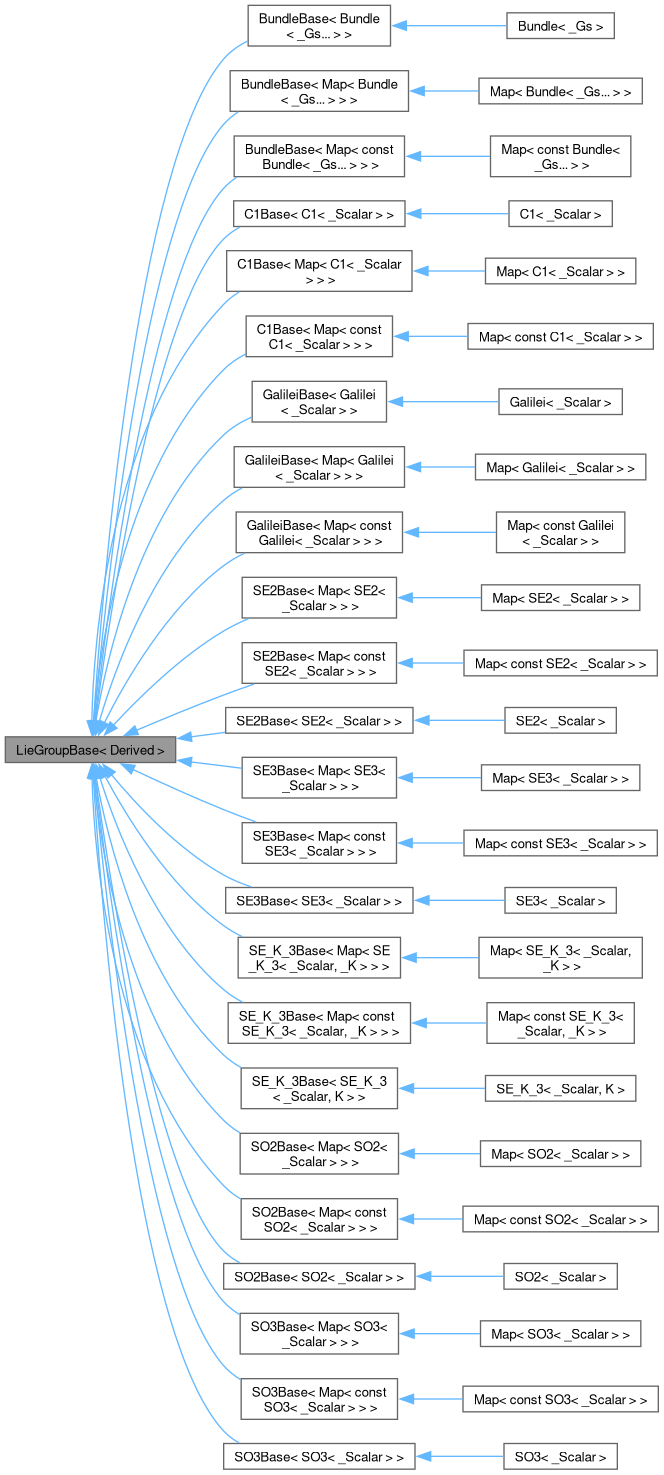 BundleBase< Bundle
< _Gs... > >
Bundle< _Gs >
BundleBase< Map< Bundle
< _Gs... > > >
Map< Bundle< _Gs... > >
BundleBase< Map< const
Bundle< _Gs... > > >
Map< const Bundle<
_Gs... > >
C1Base< C1< _Scalar > >
C1< _Scalar >
C1Base< Map< C1< _Scalar
> > >
Map< C1< _Scalar > >
C1Base< Map< const
C1< _Scalar > > >
Map< const C1< _Scalar > >
GalileiBase< Galilei
< _Scalar > >
Galilei< _Scalar >
GalileiBase< Map< Galilei
< _Scalar > > >
Map< Galilei< _Scalar > >
GalileiBase< Map< const
Galilei< _Scalar > > >
Map< const Galilei
< _Scalar > >
SE2Base< Map< SE2<
_Scalar > > >
Map< SE2< _Scalar > >
SE2Base< Map< const
SE2< _Scalar > > >
Map< const SE2< _Scalar > >
SE2Base< SE2< _Scalar > >
SE2< _Scalar >
LieGroupBase< Derived >
SE3Base< Map< SE3<
_Scalar > > >
Map< SE3< _Scalar > >
SE3Base< Map< const
SE3< _Scalar > > >
Map< const SE3< _Scalar > >
SE3Base< SE3< _Scalar > >
SE3< _Scalar >
SE_K_3Base< Map< SE
_K_3< _Scalar, _K > > >
Map< SE_K_3< _Scalar,
_K > >
SE_K_3Base< Map< const
SE_K_3< _Scalar, _K > > >
Map< const SE_K_3<
_Scalar, _K > >
SE_K_3Base< SE_K_3
< _Scalar, K > >
SE_K_3< _Scalar, K >
SO2Base< Map< SO2<
_Scalar > > >
Map< SO2< _Scalar > >
SO2Base< Map< const
SO2< _Scalar > > >
Map< const SO2< _Scalar > >
SO2Base< SO2< _Scalar > >
SO2< _Scalar >
SO3Base< Map< SO3<
_Scalar > > >
Map< SO3< _Scalar > >
SO3Base< Map< const
SO3< _Scalar > > >
Map< const SO3< _Scalar > >
SO3Base< SO3< _Scalar > >
SO3< _Scalar >